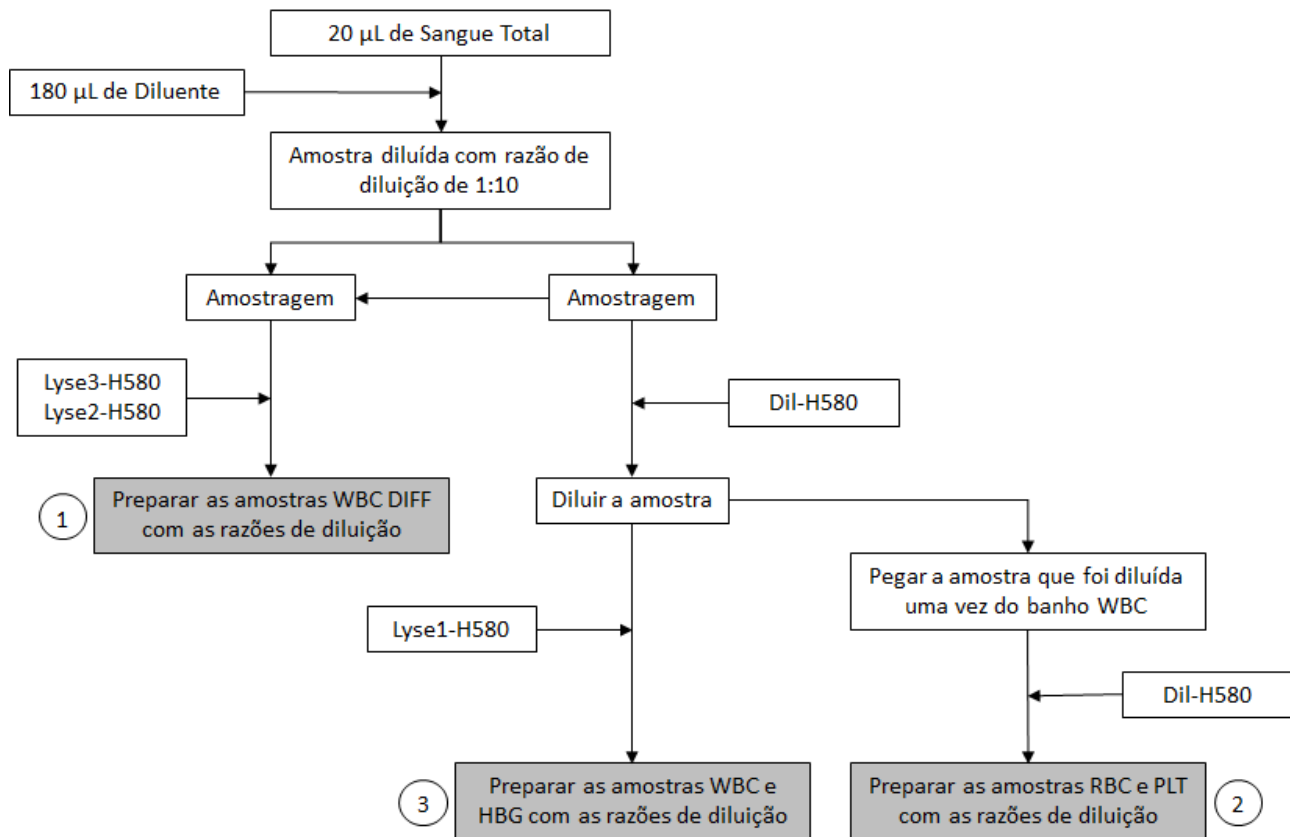 20 µL de Sangue Total
180 µL de Diluente
Amostra diluída com razão de
diluição de 1:10
Amostragem
Amostragem
Lyse3-H580
Lyse2-H580
Dil-H580
1
Preparar as amostras WBC DIFF
com as razões de diluição
Diluir a amostra
Pegar a amostra que foi diluída
uma vez do banho WBC
Lyse1-H580
Dil-H580
3
Preparar as amostras WBC e
HBG com as razões de diluição
Preparar as amostras RBC e PLT
com as razões de diluição
2